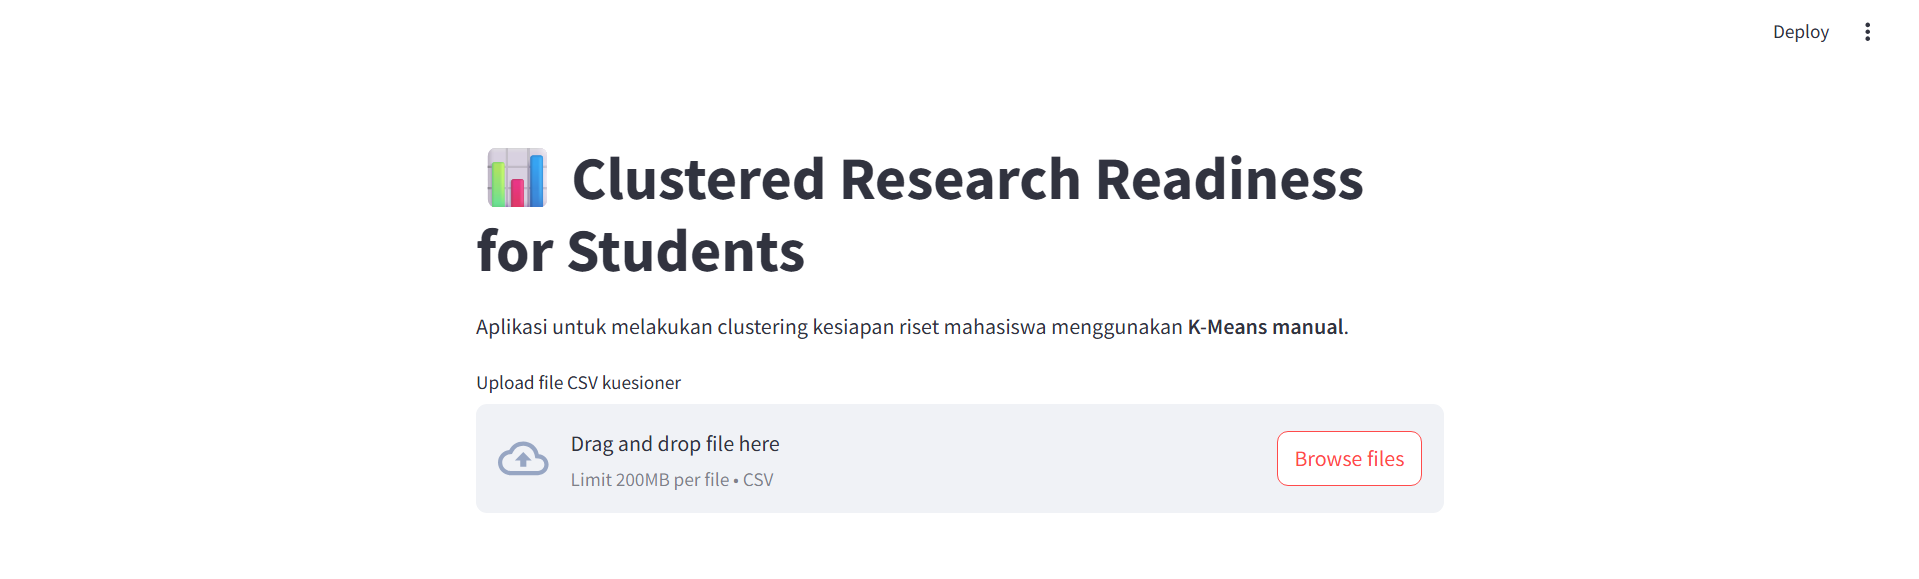 Deploy
Clustered Research Readiness
for Students
Aplikasi untuk melakukan clustering kesiapan riset mahasiswa menggunakan K-Means manual.
Upload file CSV kuesioner
Drag and drop file here
Limit 200MB per file • CSV
Browse files